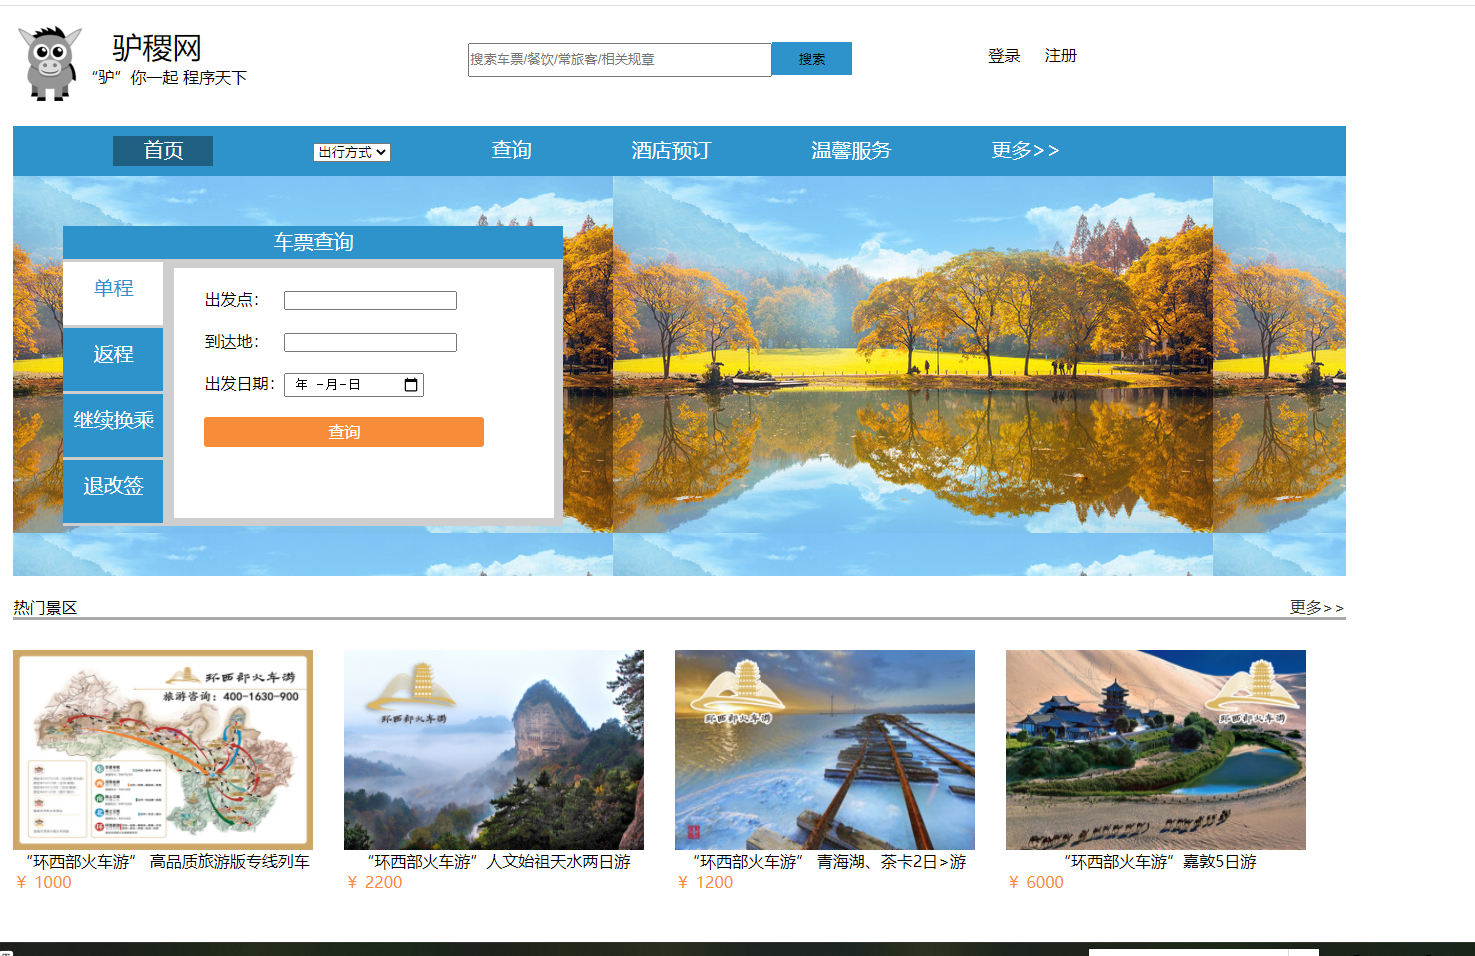 驴稷网
“驴”你一起 程序天下
搜索车票/餐饮/常旅客/相关规章
搜索
登录 注册
首页
出行方式
查询
酒店预订
温馨服务
更多>>
车票查询
单程
返程
继续换乘
退改签
出发点：
到达地：
出发日期：
年 -月-日
查询
热门景区
更多>>
环西部火车游
旅游咨询：400-1630-900
环西部火车游
环西部火车游
环西部火车游
“环西部火车游” 高品质旅游版专线列车
￥ 1000
“环西部火车游”人文始祖天水两日游
￥ 2200
“环西部火车游” 青海湖、茶卡2日>游
￥ 1200
“环西部火车游”嘉敦5日游
￥ 6000